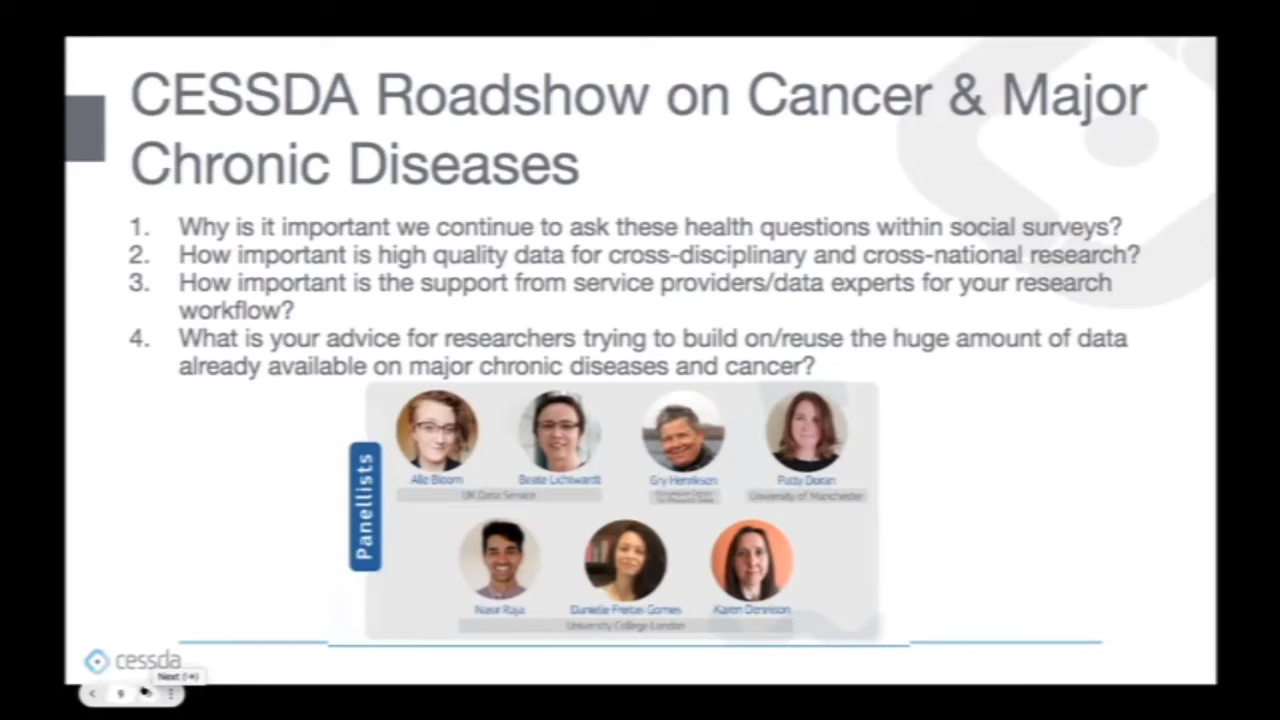 CESSDA Roadshow on Cancer & Major
Chronic Diseases
1. Why is it important we continue to ask these health questions within social surveys?
2. How important is high quality data for cross-disciplinary and cross-national research?
3. How important is the support from service providers/data experts for your research
workflow?
4. What is your advice for researchers trying to build on/reuse the huge amount of data
already available on major chronic diseases and cancer?
Panellists
Alle Bloom Beate Lichtwardt Gry Henriksen Patty Doran
UK Data Service University of Manchester
Nasir Raja Danielle Freitas Gomes Karen Dennison
University College London
cessda
Next (→)
9